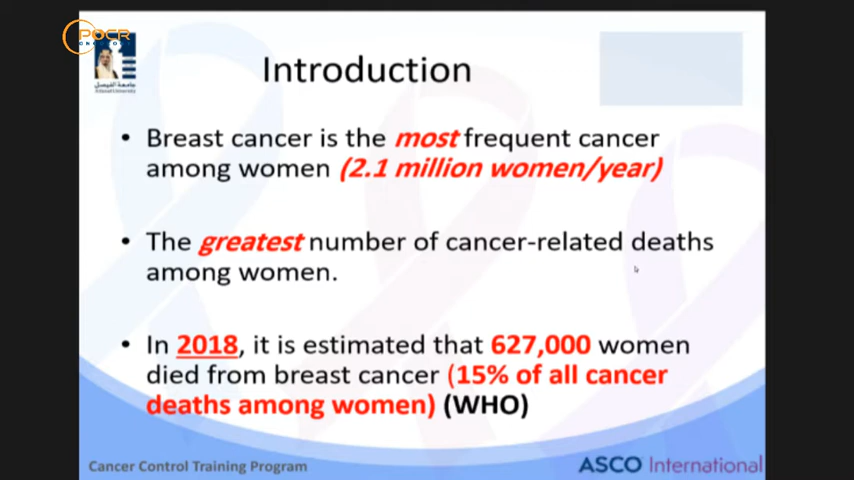 POCR
Introduction
• Breast cancer is the most frequent cancer
among women (2.1 million women/year)
• The greatest number of cancer-related deaths
among women.
• In 2018, it is estimated that 627,000 women
died from breast cancer (15% of all cancer
deaths among women) (WHO)
Cancer Control Training Program
ASCO International